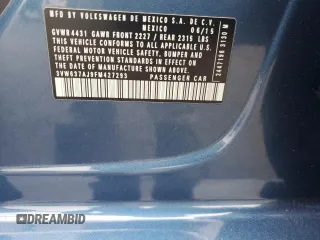 MFD BY VOLKSWAGEN DE MEXICO S.A. DE C.V.
MEXICO 06/15
GVWR 4431 GAWR FRONT 2227 / REAR 2315 LBS
THIS VEHICLE CONFORMS TO ALL APPLICABLE U.S.
FEDERAL MOTOR VEHICLE SAFETY, BUMPER AND
THEFT PREVENTION STANDARDS IN EFFECT ON THE
DATE OF MANUFACTURE SHOWN ABOVE.
3VW637AJ9FM427293 PASSENGER CAR
DREAMBID